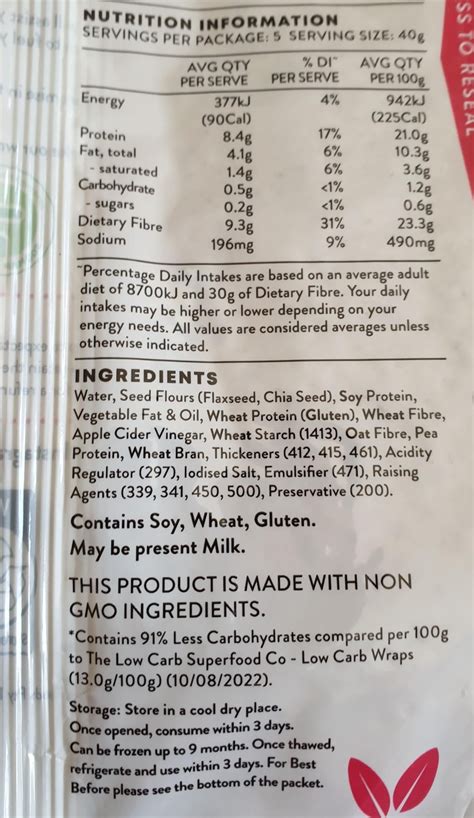 NUTRITION INFORMATION
SERVINGS PER PACKAGE: 5 SERVING SIZE: 40g
AVG QTY % DI~ AVG QTY
PER SERVE PER SERVE PER 100g
Energy 377kJ 4% 942kJ
(90Cal) (225Cal)
Protein 8.4g 17% 21.0g
Fat, total 4.1g 6% 10.3g
- saturated 1.4g 6% 3.6g
Carbohydrate 0.5g <1% 1.2g
- sugars 0.2g <1% 0.6g
Dietary Fibre 9.3g 31% 23.3g
Sodium 196mg 9% 490mg
~Percentage Daily Intakes are based on an average adult
diet of 8700kJ and 30g of Dietary Fibre. Your daily
intakes may be higher or lower depending on your
energy needs. All values are considered averages unless
otherwise indicated.
INGREDIENTS
Water, Seed Flours (Flaxseed, Chia Seed), Soy Protein,
Vegetable Fat & Oil, Wheat Protein (Gluten), Wheat Fibre,
Apple Cider Vinegar, Wheat Starch (1413), Oat Fibre, Pea
Protein, Wheat Bran, Thickeners (412, 415, 461), Acidity
Regulator (297), Iodised Salt, Emulsifier (471), Raising
Agents (339, 341, 450, 500), Preservative (200).
Contains Soy, Wheat, Gluten.
May be present Milk.
THIS PRODUCT IS MADE WITH NON
GMO INGREDIENTS.
*Contains 91% Less Carbohydrates compared per 100g
to The Low Carb Superfood Co - Low Carb Wraps
(13.0g/100g) (10/08/2022).
Storage: Store in a cool dry place.
Once opened, consume within 3 days.
Can be frozen up to 9 months. Once thawed,
refrigerate and use within 3 days. For Best
Before please see the bottom of the packet.
SS TO RESEAL